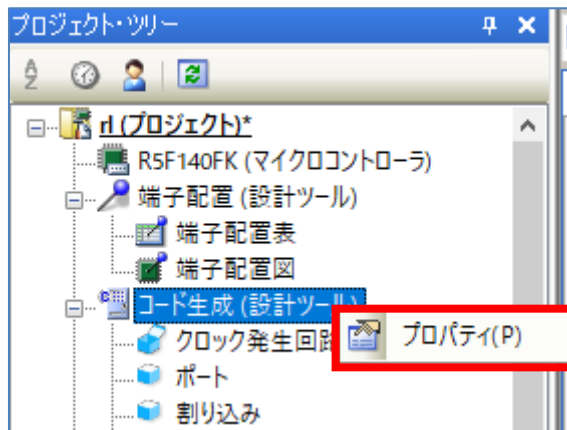 プロジェクト・ツリー
rl (プロジェクト)*
R5F140FK (マイクロコントローラ)
端子配置 (設計ツール)
端子配置表
端子配置図
コード生成 (設計ツール)
クロック発生回路
プロパティ(P)
ポート
割り込み